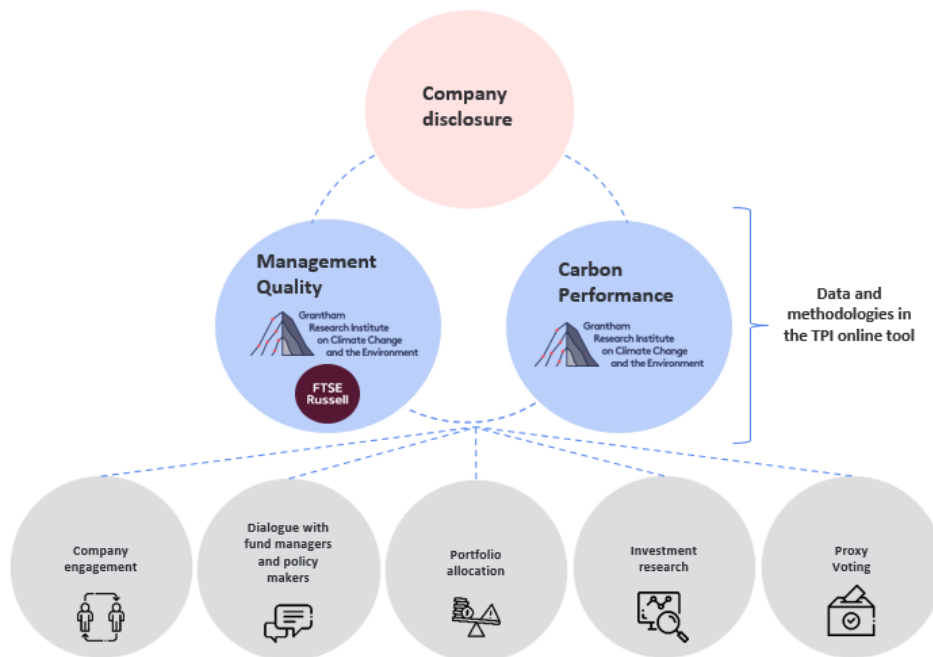 Company
disclosure
Management
Quality
Grantham
Research Institute
on Climate Change
and the Environment
FTSE
Russell
Carbon
Performance
Grantham
Research Institute
on Climate Change
and the Environment
Data and
methodologies in
the TPI online tool
Company
engagement
Dialogue with
fund managers
and policy
makers
Portfolio
allocation
Investment
research
Proxy
Voting